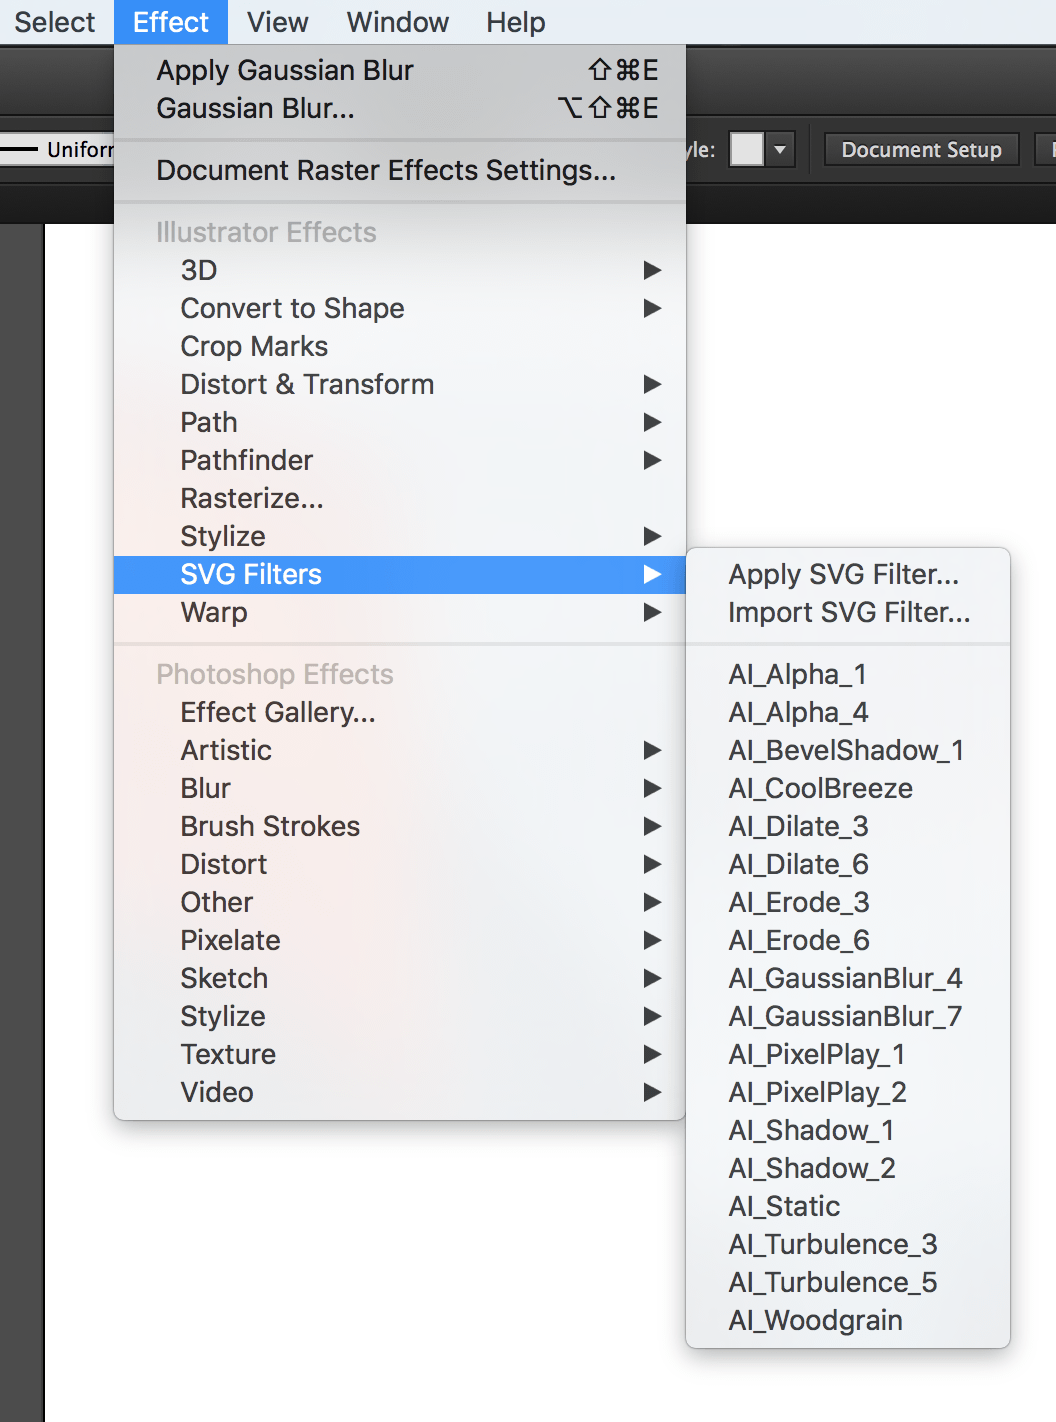 Select Effect View Window Help
Apply Gaussian Blur ⇧⌘E
Gaussian Blur... ⌥⇧⌘E
Document Setup
Document Raster Effects Settings...
Illustrator Effects
3D
Convert to Shape
Crop Marks
Distort & Transform
Path
Pathfinder
Rasterize...
Stylize
SVG Filters
Warp
Photoshop Effects
Effect Gallery...
Artistic
Blur
Brush Strokes
Distort
Other
Pixelate
Sketch
Stylize
Texture
Video
Apply SVG Filter...
Import SVG Filter...
AI_Alpha_1
AI_Alpha_4
AI_BevelShadow_1
AI_CoolBreeze
AI_Dilate_3
AI_Dilate_6
AI_Erode_3
AI_Erode_6
AI_GaussianBlur_4
AI_GaussianBlur_7
AI_PixelPlay_1
AI_PixelPlay_2
AI_Shadow_1
AI_Shadow_2
AI_Static
AI_Turbulence_3
AI_Turbulence_5
AI_Woodgrain